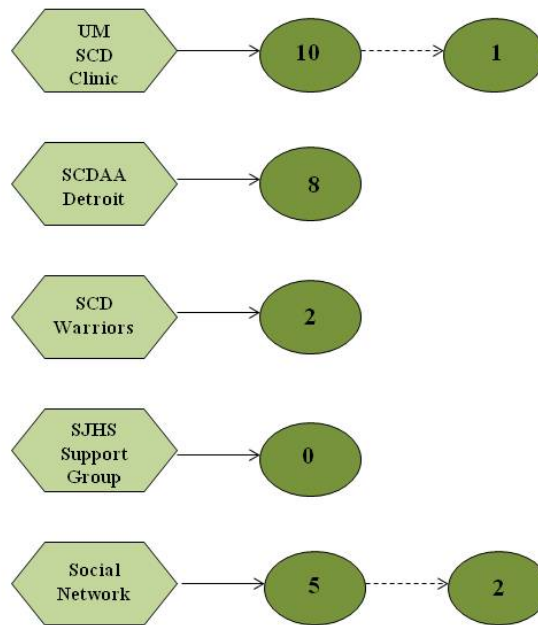 UM
SCD
Clinic
10
1
SCDAA
Detroit
8
SCD
Warriors
2
SJHS
Support
Group
0
Social
Network
5
2